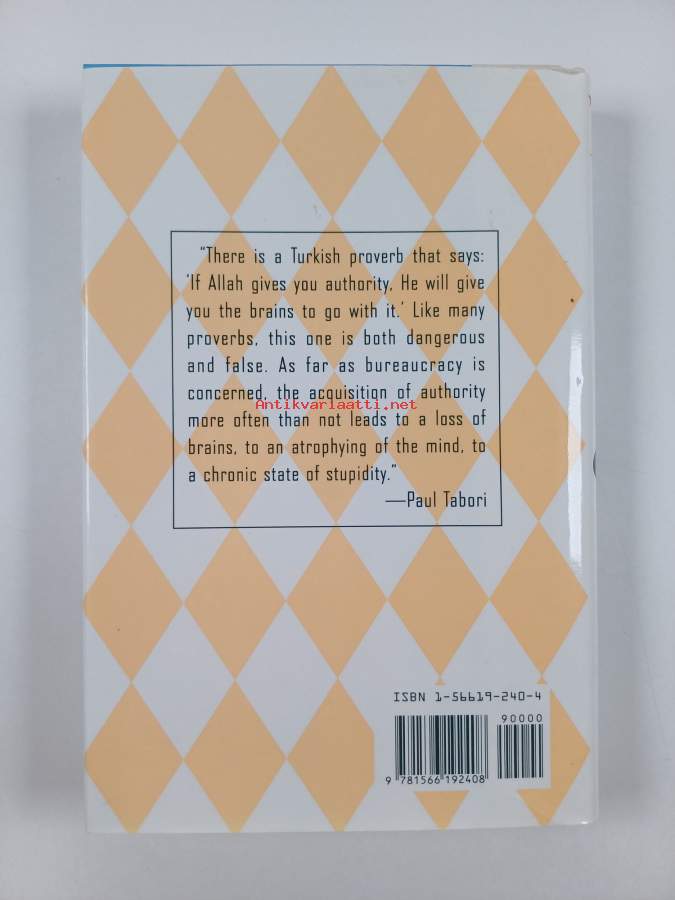 "There is a Turkish proverb that says:
'If Allah gives you authority, He will give
you the brains to go with it.' Like many
proverbs, this one is both dangerous
and false. As far as bureaucracy is
concerned, the acquisition of authority
Antikvariaatti.net
more often than not leads to a loss of
brains, to an atrophying of the mind, to
a chronic state of stupidity."
—Paul Tabori
ISBN 1-56619-240-4
90000
9 781566 192408